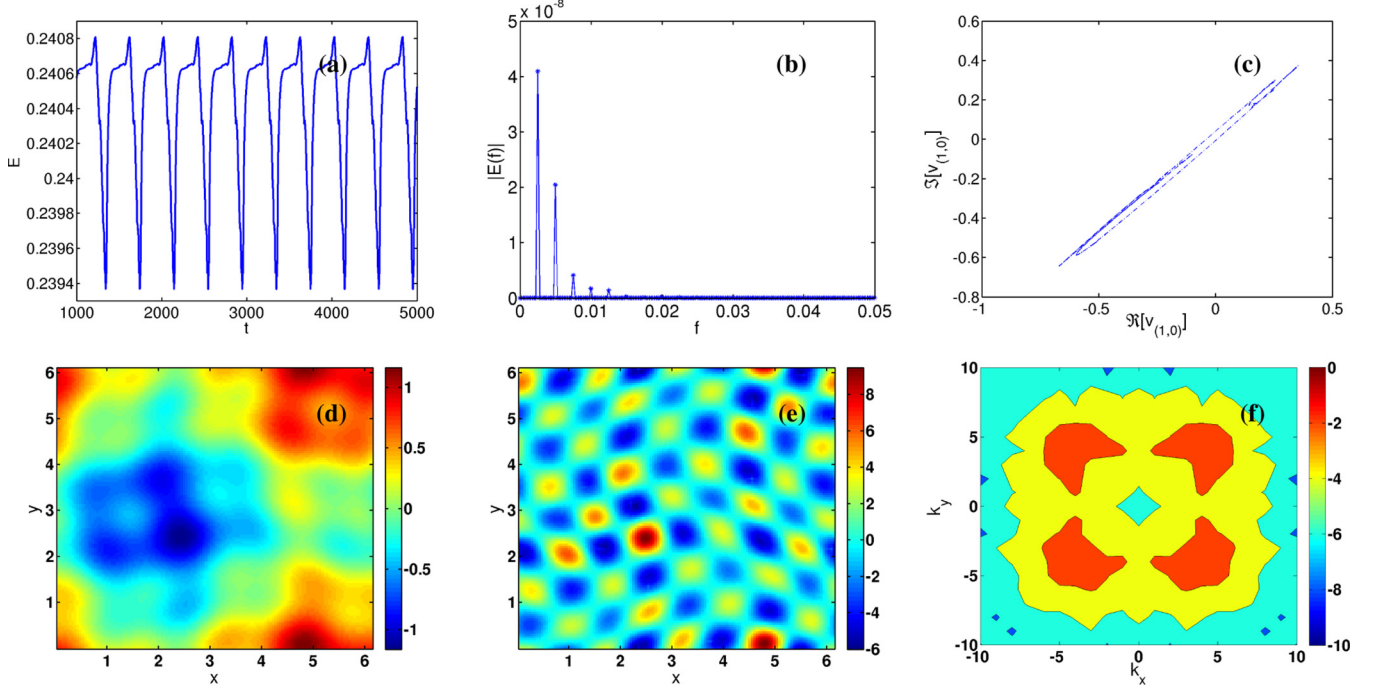 (a)
E
0.2408
0.2406
0.2404
0.2402
0.24
0.2398
0.2396
0.2394
1000 2000 3000 4000 5000
t
(b)
x 10⁻⁸
|E(f)|
5
4
3
2
1
0
0 0.01 0.02 0.03 0.04 0.05
f
(c)
ℑ[v(1,0)]
0.6
0.4
0.2
0
-0.2
-0.4
-0.6
-0.8
-1 -0.5 0 0.5
ℜ[v(1,0)]
(d)
y
6
5
4
3
2
1
1 2 3 4 5 6
x
1
0.5
0
-0.5
-1
(e)
y
6
5
4
3
2
1
1 2 3 4 5 6
x
8
6
4
2
0
-2
-4
-6
(f)
k_y
10
5
0
-5
-10
-10 -5 0 5 10
k_x
0
-2
-4
-6
-8
-10